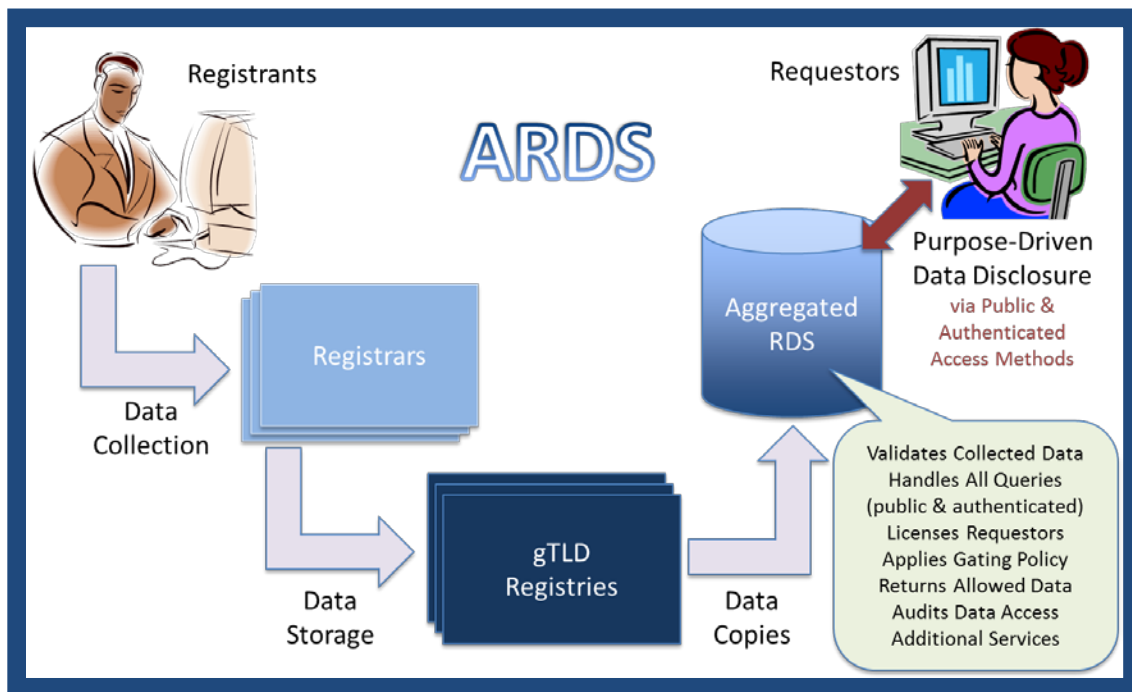 Registrants
Requestors
ARDS
Purpose-Driven
Data Disclosure
via Public &
Authenticated
Access Methods
Aggregated
RDS
Registrars
Data
Collection
gTLD
Registries
Data
Storage
Data
Copies
Validates Collected Data
Handles All Queries
(public & authenticated)
Licenses Requestors
Applies Gating Policy
Returns Allowed Data
Audits Data Access
Additional Services